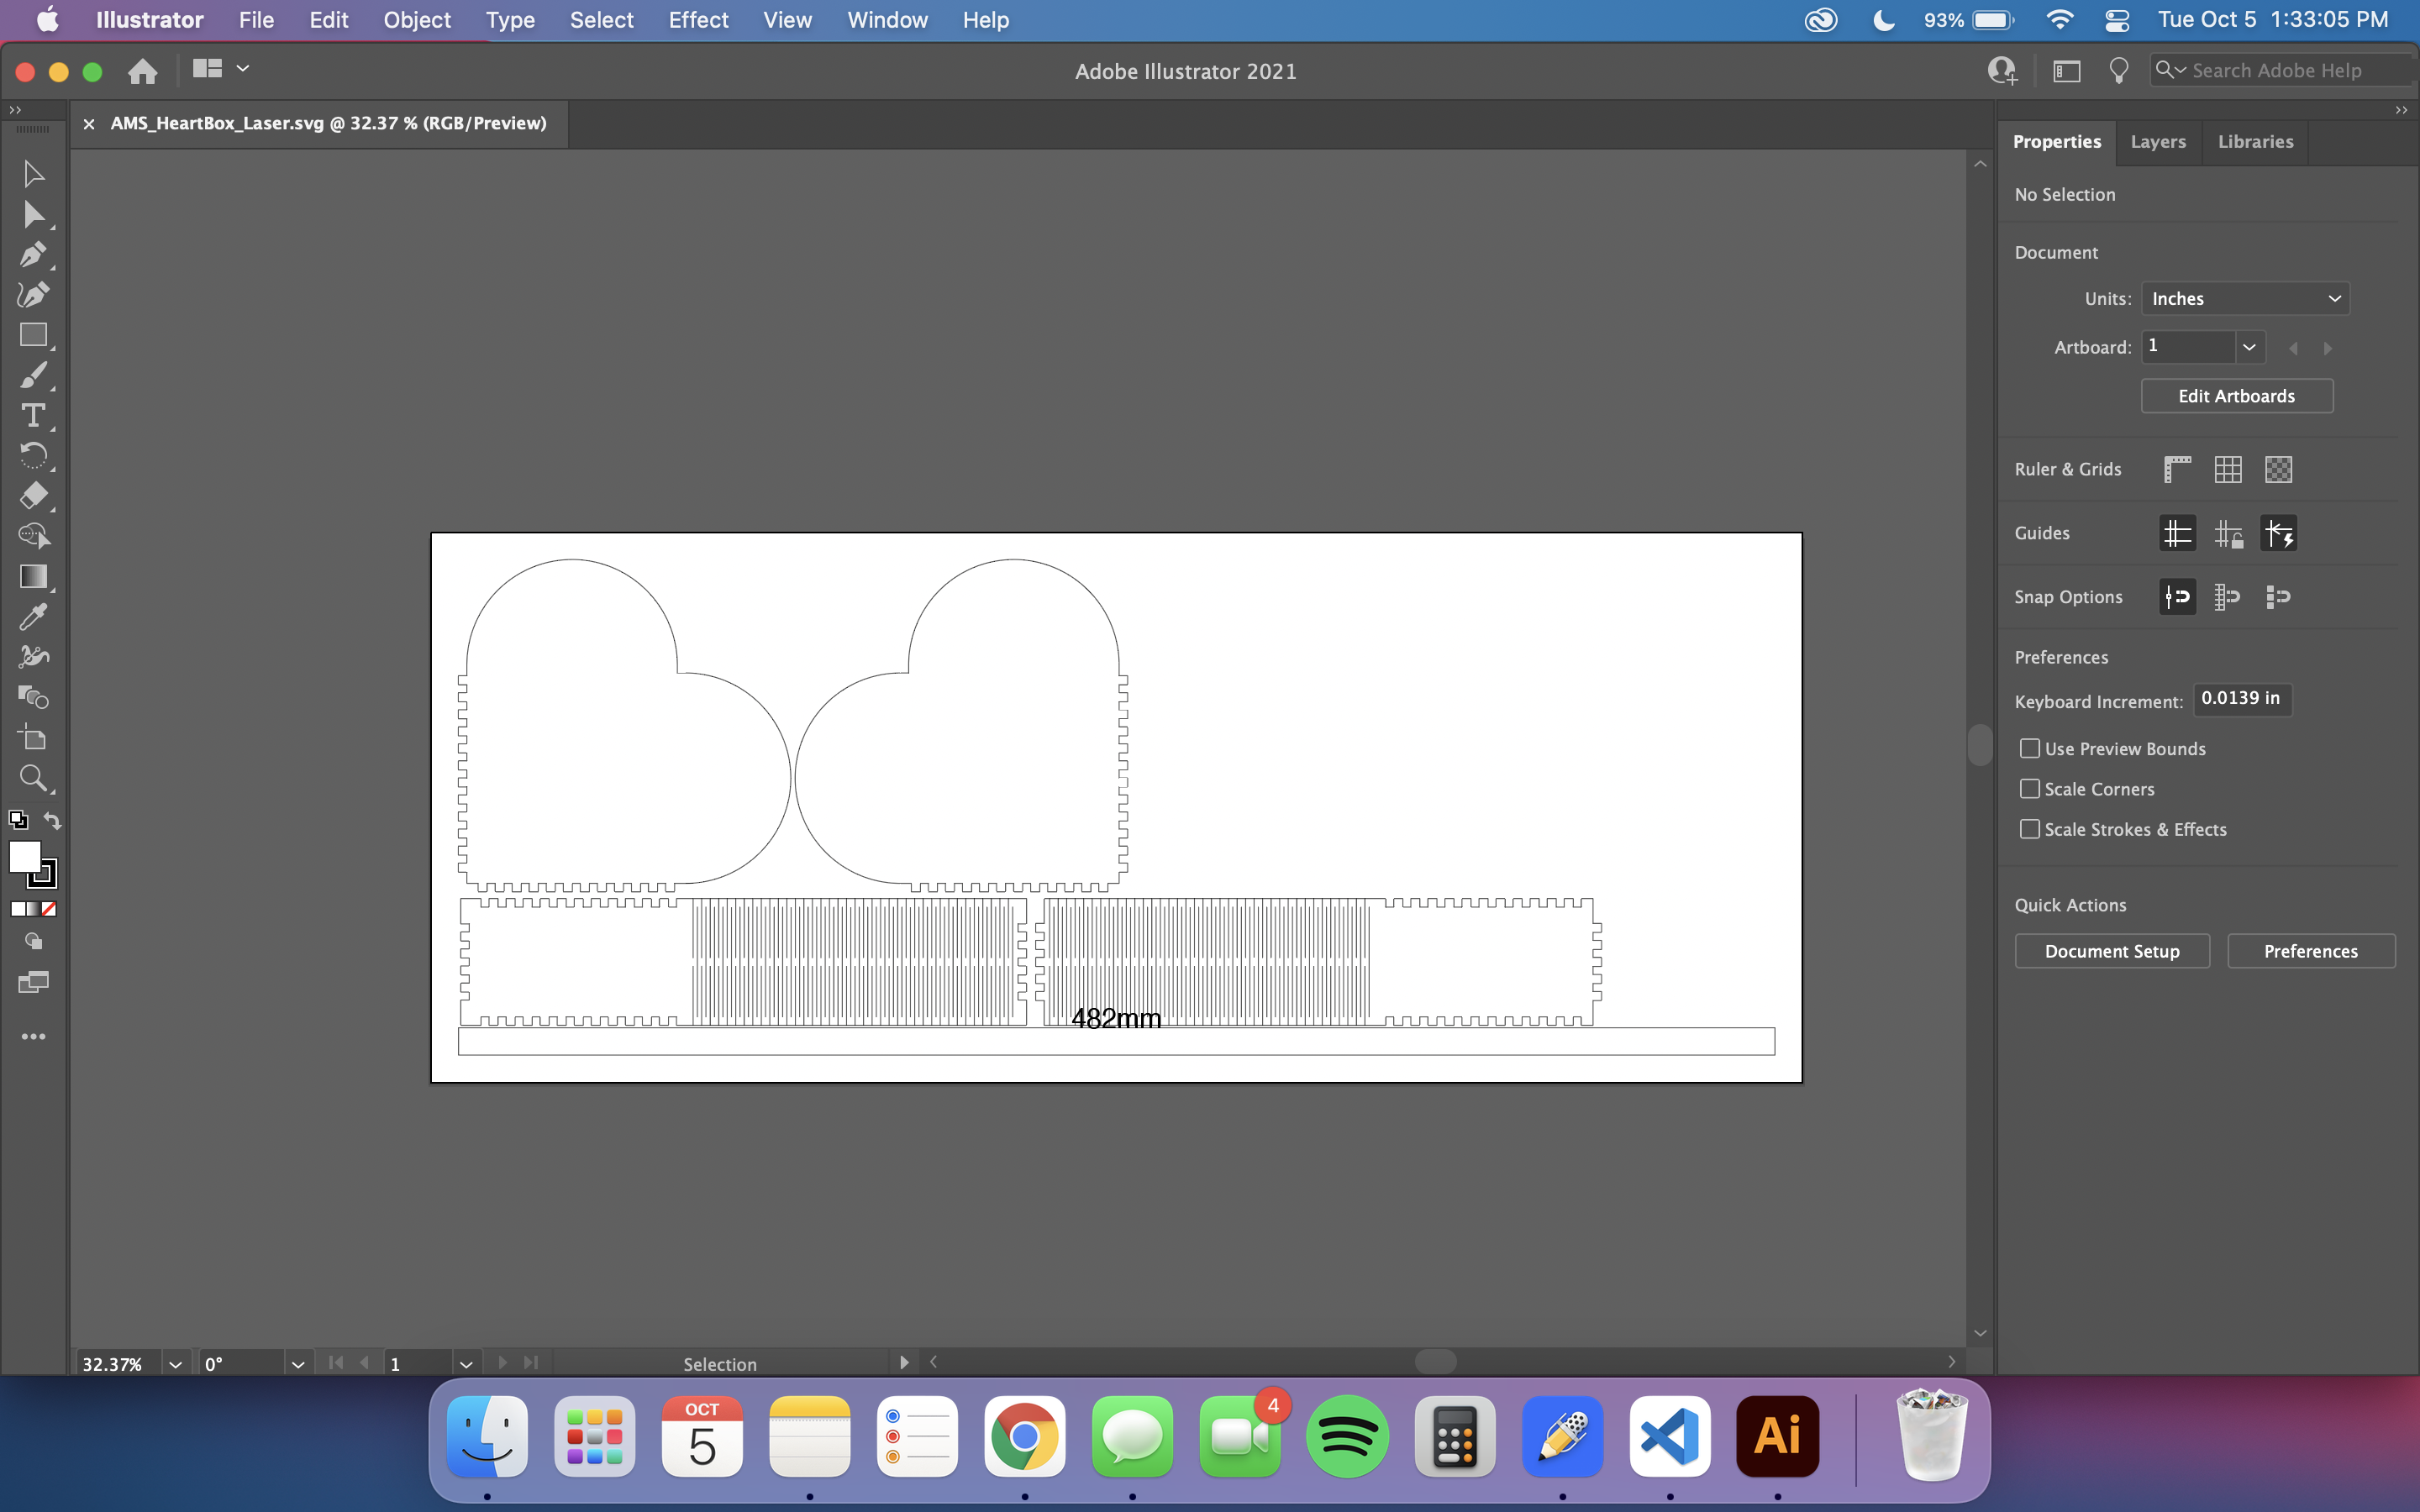 Illustrator File Edit Object Type Select Effect View Window Help 93% Tue Oct 5 1:33:05 PM
Adobe Illustrator 2021
Search Adobe Help
× AMS_HeartBox_Laser.svg @ 32.37 % (RGB/Preview)
Properties Layers Libraries
No Selection
Document
Units: Inches
Artboard: 1
Edit Artboards
Ruler & Grids
Guides
Snap Options
Preferences
Keyboard Increment: 0.0139 in
Use Preview Bounds
Scale Corners
Scale Strokes & Effects
Quick Actions
Document Setup Preferences
482mm
32.37% 0° 1 Selection
OCT
5
4
Ai